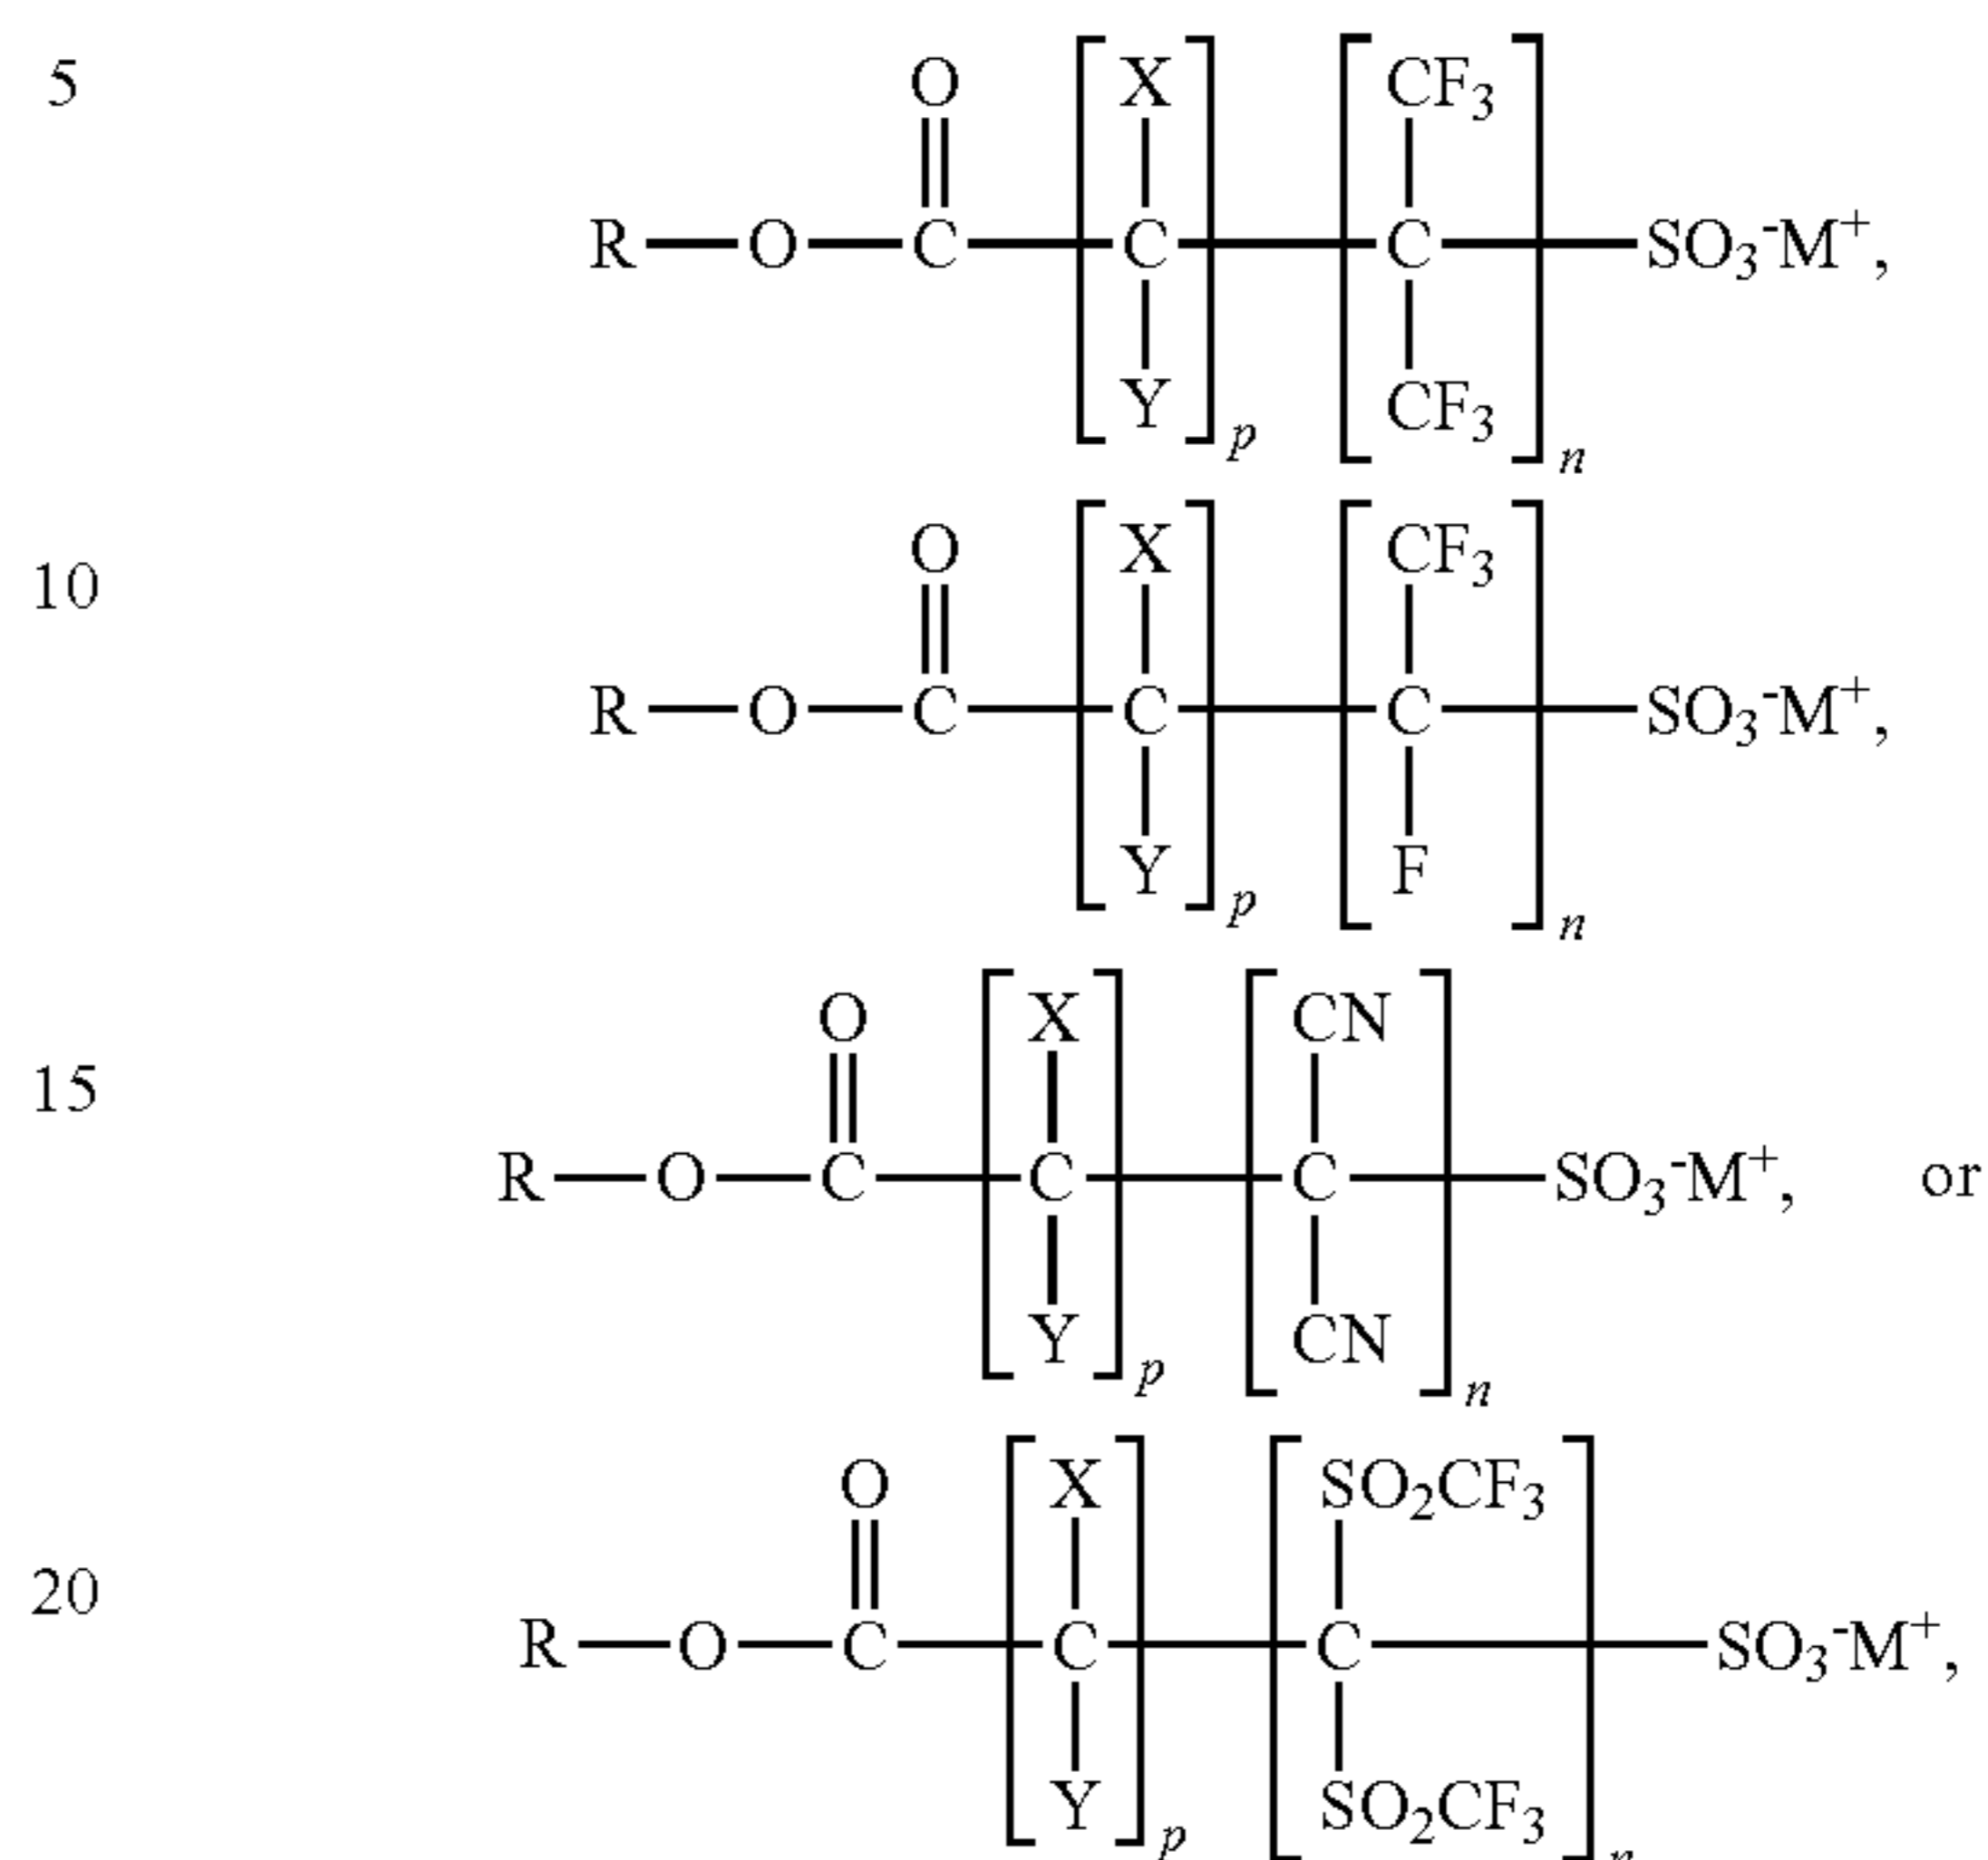 5
O X CF3
R—O—C C C SO3-M+,
Y p CF3 n
10
O X CF3
R—O—C C C SO3-M+,
Y p F n
15
O X CN
R—O—C C C SO3-M+, or
Y p CN n
20
O X SO2CF3
R—O—C C C SO3-M+,
Y p SO2CF3 n